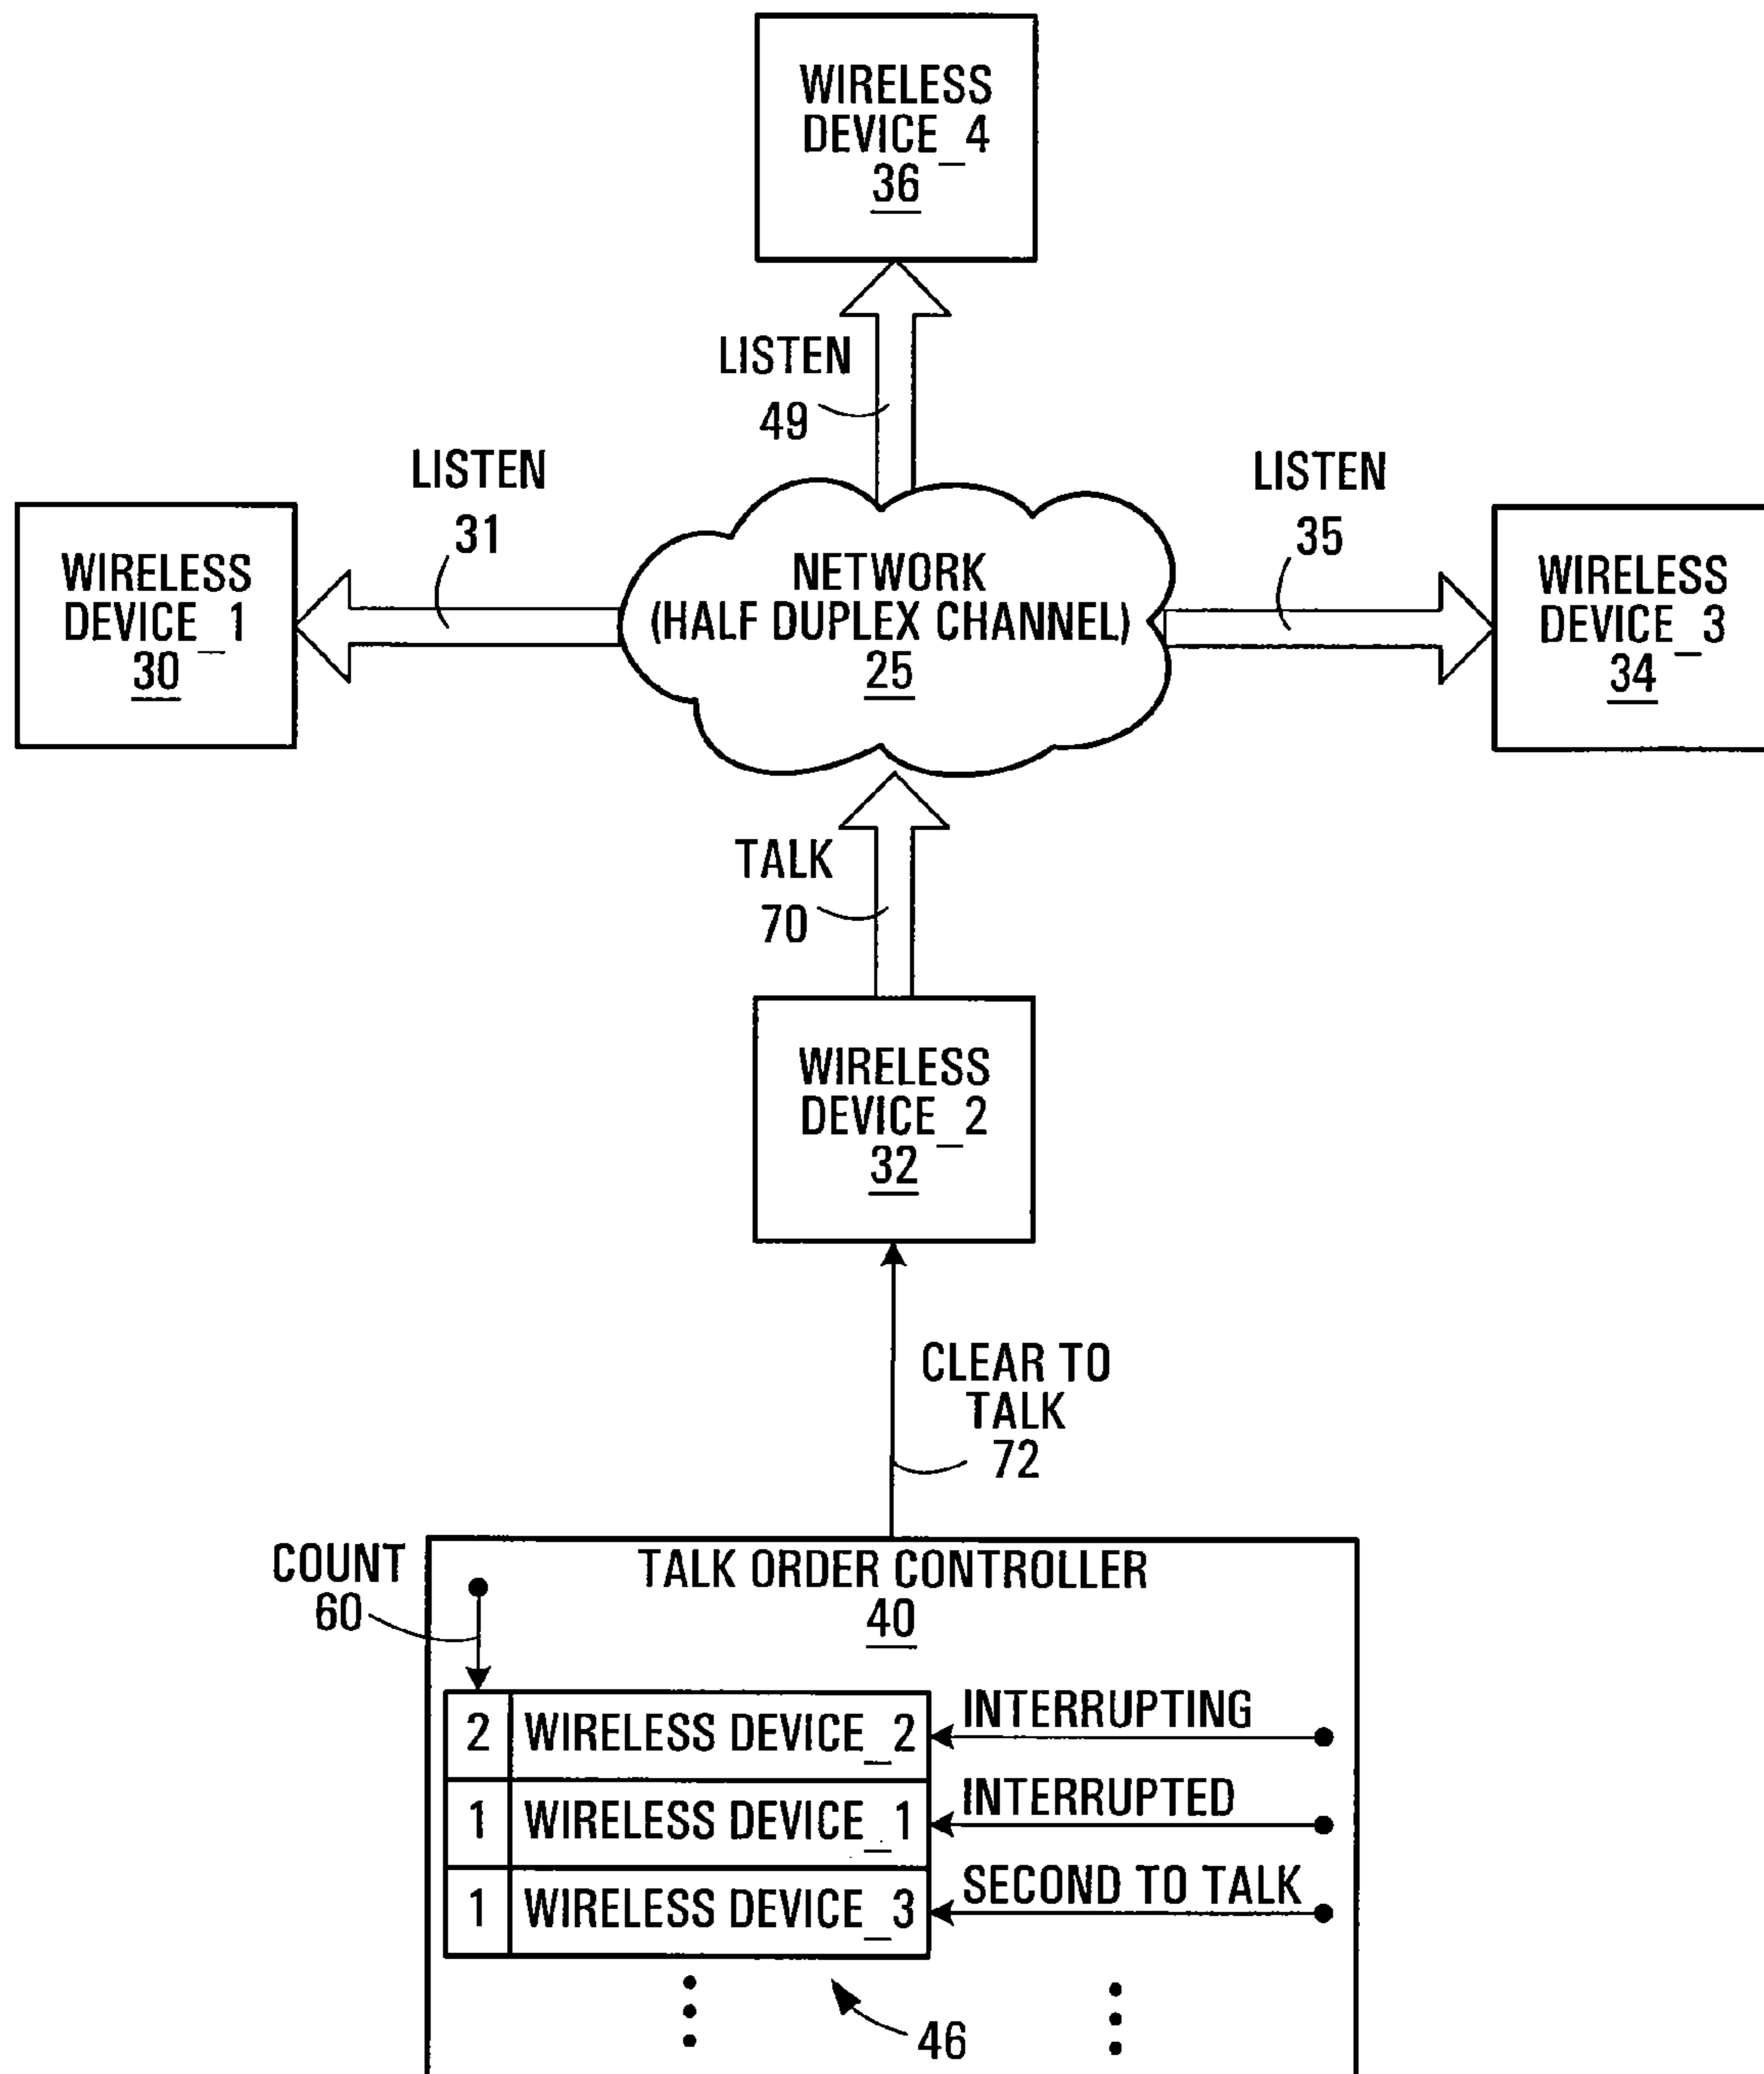 WIRELESS
DEVICE_4
36
LISTEN
49
LISTEN
31
LISTEN
35
WIRELESS
DEVICE_1
30
NETWORK
(HALF DUPLEX CHANNEL)
25
WIRELESS
DEVICE_3
34
TALK
70
WIRELESS
DEVICE_2
32
CLEAR TO
TALK
72
COUNT
60
TALK ORDER CONTROLLER
40
2 WIRELESS DEVICE_2 INTERRUPTING
1 WIRELESS DEVICE_1 INTERRUPTED
1 WIRELESS DEVICE_3 SECOND TO TALK
46